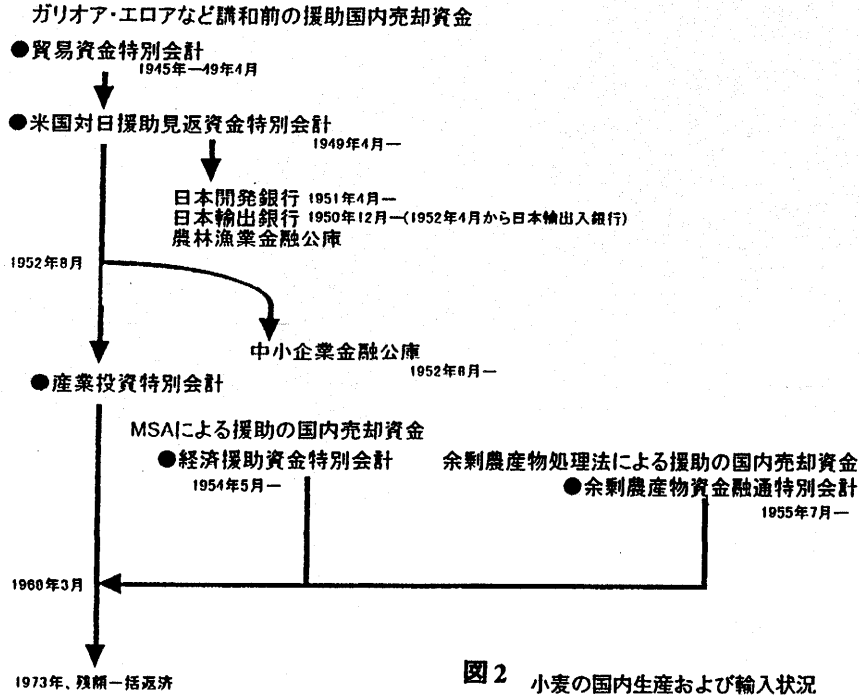 ガリオア・エロアなど講和前の援助国内売却資金
●貿易資金特別会計
1945年―49年4月
●米国対日援助見返資金特別会計
1949年4月―
日本開発銀行 1951年4月―
日本輸出銀行 1950年12月―(1952年4月から日本輸出入銀行)
農林漁業金融公庫
1952年8月
中小企業金融公庫
1952年8月―
●産業投資特別会計
MSAによる援助の国内売却資金
●経済援助資金特別会計
1954年5月―
余剰農産物処理法による援助の国内売却資金
●余剰農産物資金融通特別会計
1955年7月―
1960年3月
1973年、残額一括返済
図2 小麦の国内生産および輸入状況